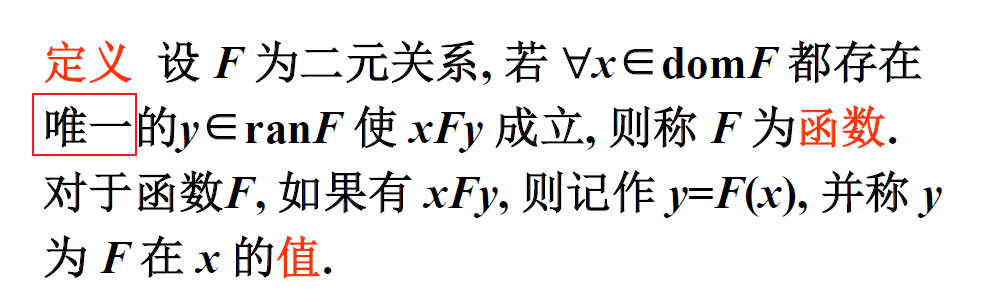 定义 设 F 为二元关系, 若 ∀x∈domF 都存在
唯一的y∈ranF 使 xFy 成立, 则称 F 为函数.
对于函数F, 如果有 xFy, 则记作 y=F(x), 并称 y
为 F 在 x 的值.